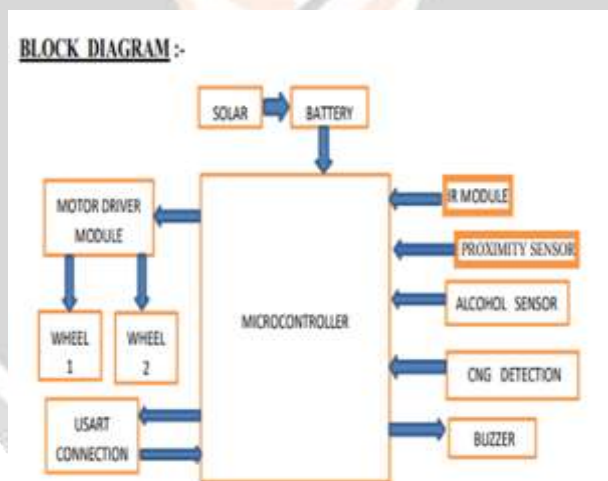 BLOCK DIAGRAM :-
SOLAR
BATTERY
MOTOR DRIVER
MODULE
IR MODULE
PROXIMITY SENSOR
ALCOHOL SENSOR
MICROCONTROLLER
WHEEL
1
WHEEL
2
CNG DETECTION
USART
CONNECTION
BUZZER